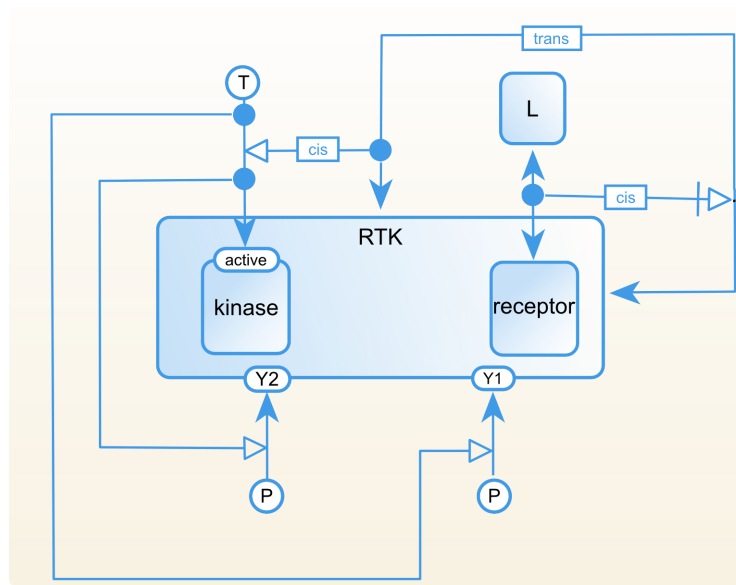 trans
T
L
cis
cis
RTK
active
kinase
receptor
Y2
Y1
P
P